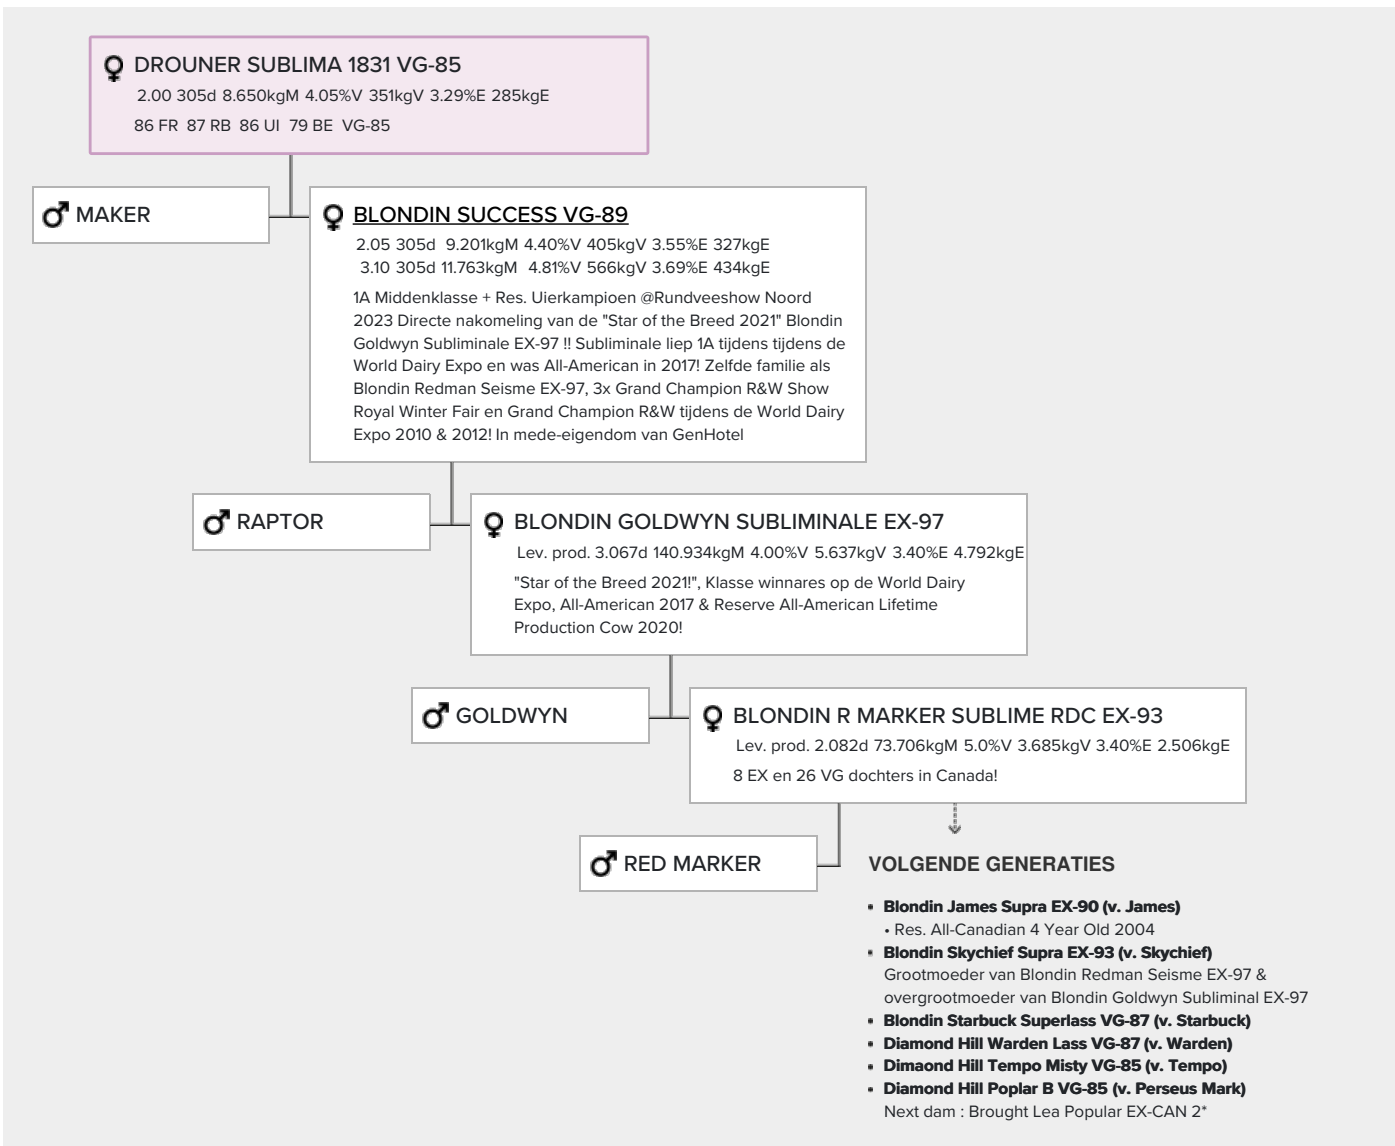 DROUNER SUBLIMA 1831 VG-85
2.00 305d 8.650kgM 4.05%V 351kgV 3.29%E 285kgE
86 FR 87 RB 86 UI 79 BE VG-85
MAKER
BLONDIN SUCCESS VG-89
2.05 305d 9.201kgM 4.40%V 405kgV 3.55%E 327kgE
3.10 305d 11.763kgM 4.81%V 566kgV 3.69%E 434kgE
1A Middenklasse + Res. Uierkampioen @Rundveeshow Noord
2023 Directe nakomeling van de "Star of the Breed 2021" Blondin
Goldwyn Subliminale EX-97 !! Subliminale liep 1A tijdens tijdens de
World Dairy Expo en was All-American in 2017! Zelfde familie als
Blondin Redman Seisme EX-97, 3x Grand Champion R&W Show
Royal Winter Fair en Grand Champion R&W tijdens de World Dairy
Expo 2010 & 2012! In mede-eigendom van GenHotel
RAPTOR
BLONDIN GOLDWYN SUBLIMINALE EX-97
Lev. prod. 3.067d 140.934kgM 4.00%V 5.637kgV 3.40%E 4.792kgE
"Star of the Breed 2021!", Klasse winnares op de World Dairy
Expo, All-American 2017 & Reserve All-American Lifetime
Production Cow 2020!
GOLDWYN
BLONDIN R MARKER SUBLIME RDC EX-93
Lev. prod. 2.082d 73.706kgM 5.0%V 3.685kgV 3.40%E 2.506kgE
8 EX en 26 VG dochters in Canada!
RED MARKER
VOLGENDE GENERATIES
• Blondin James Supra EX-90 (v. James)
• Res. All-Canadian 4 Year Old 2004
• Blondin Skychief Supra EX-93 (v. Skychief)
Grootmoeder van Blondin Redman Seisme EX-97 &
overgrootmoeder van Blondin Goldwyn Subliminal EX-97
• Blondin Starbuck Superlass VG-87 (v. Starbuck)
• Diamond Hill Warden Lass VG-87 (v. Warden)
• Dimaond Hill Tempo Misty VG-85 (v. Tempo)
• Diamond Hill Poplar B VG-85 (v. Perseus Mark)
Next dam : Brought Lea Popular EX-CAN 2*